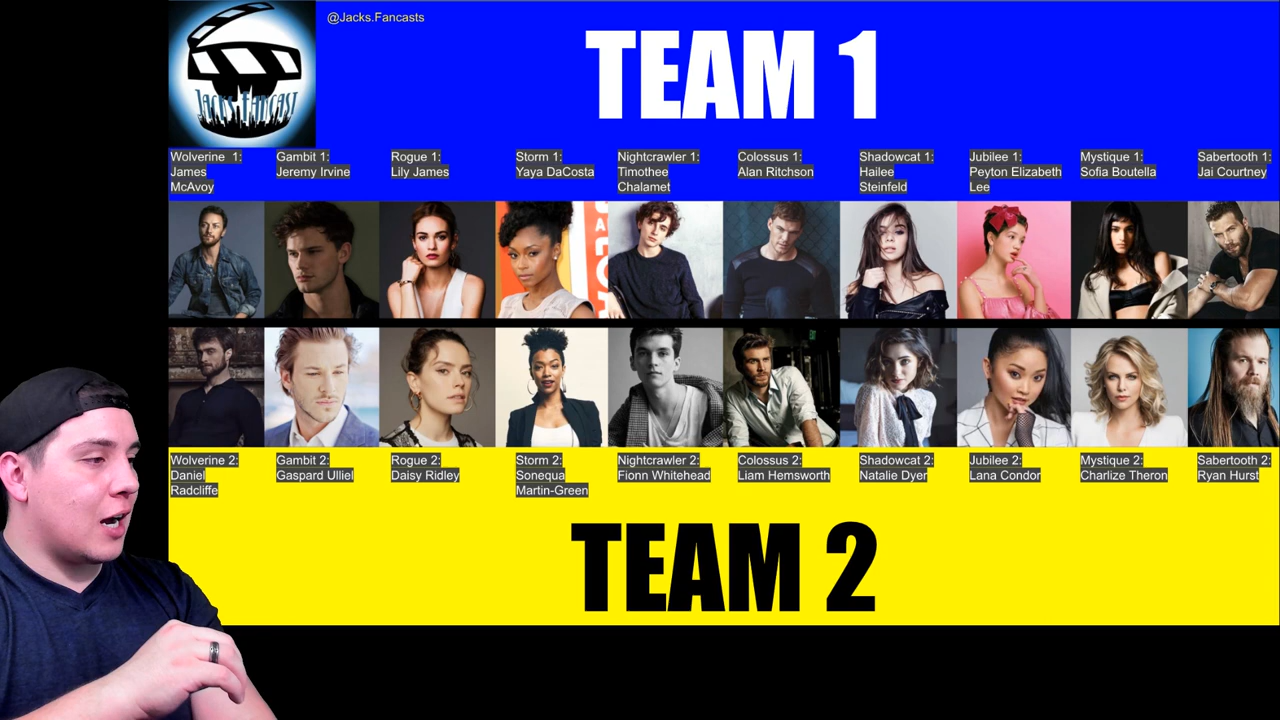 @Jacks.Fancasts
Jacks Fancast
TEAM 1
Wolverine 1:
James
McAvoy
Gambit 1:
Jeremy Irvine
Rogue 1:
Lily James
Storm 1:
Yaya DaCosta
Nightcrawler 1:
Timothee
Chalamet
Colossus 1:
Alan Ritchson
Shadowcat 1:
Hailee
Steinfeld
Jubilee 1:
Peyton Elizabeth
Lee
Mystique 1:
Sofia Boutella
Sabertooth 1:
Jai Courtney
Wolverine 2:
Daniel
Radcliffe
Gambit 2:
Gaspard Ulliel
Rogue 2:
Daisy Ridley
Storm 2:
Sonequa
Martin-Green
Nightcrawler 2:
Fionn Whitehead
Colossus 2:
Liam Hemsworth
Shadowcat 2:
Natalie Dyer
Jubilee 2:
Lana Condor
Mystique 2:
Charlize Theron
Sabertooth 2:
Ryan Hurst
TEAM 2